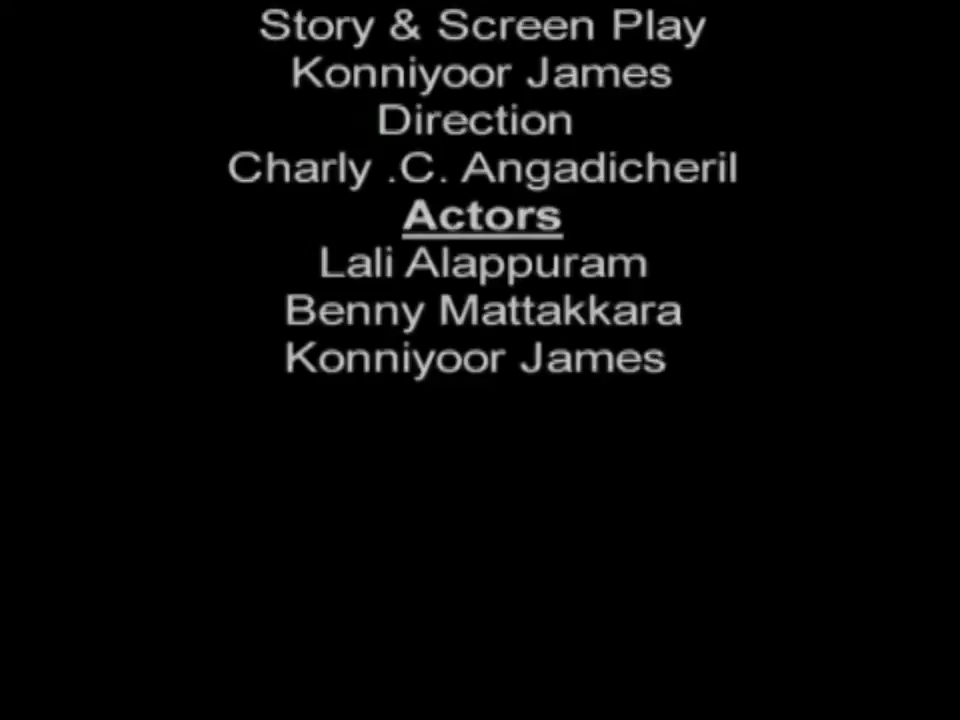 Story & Screen Play
Konniyoor James
Direction
Charly .C. Angadicheril
Actors
Lali Alappuram
Benny Mattakkara
Konniyoor James